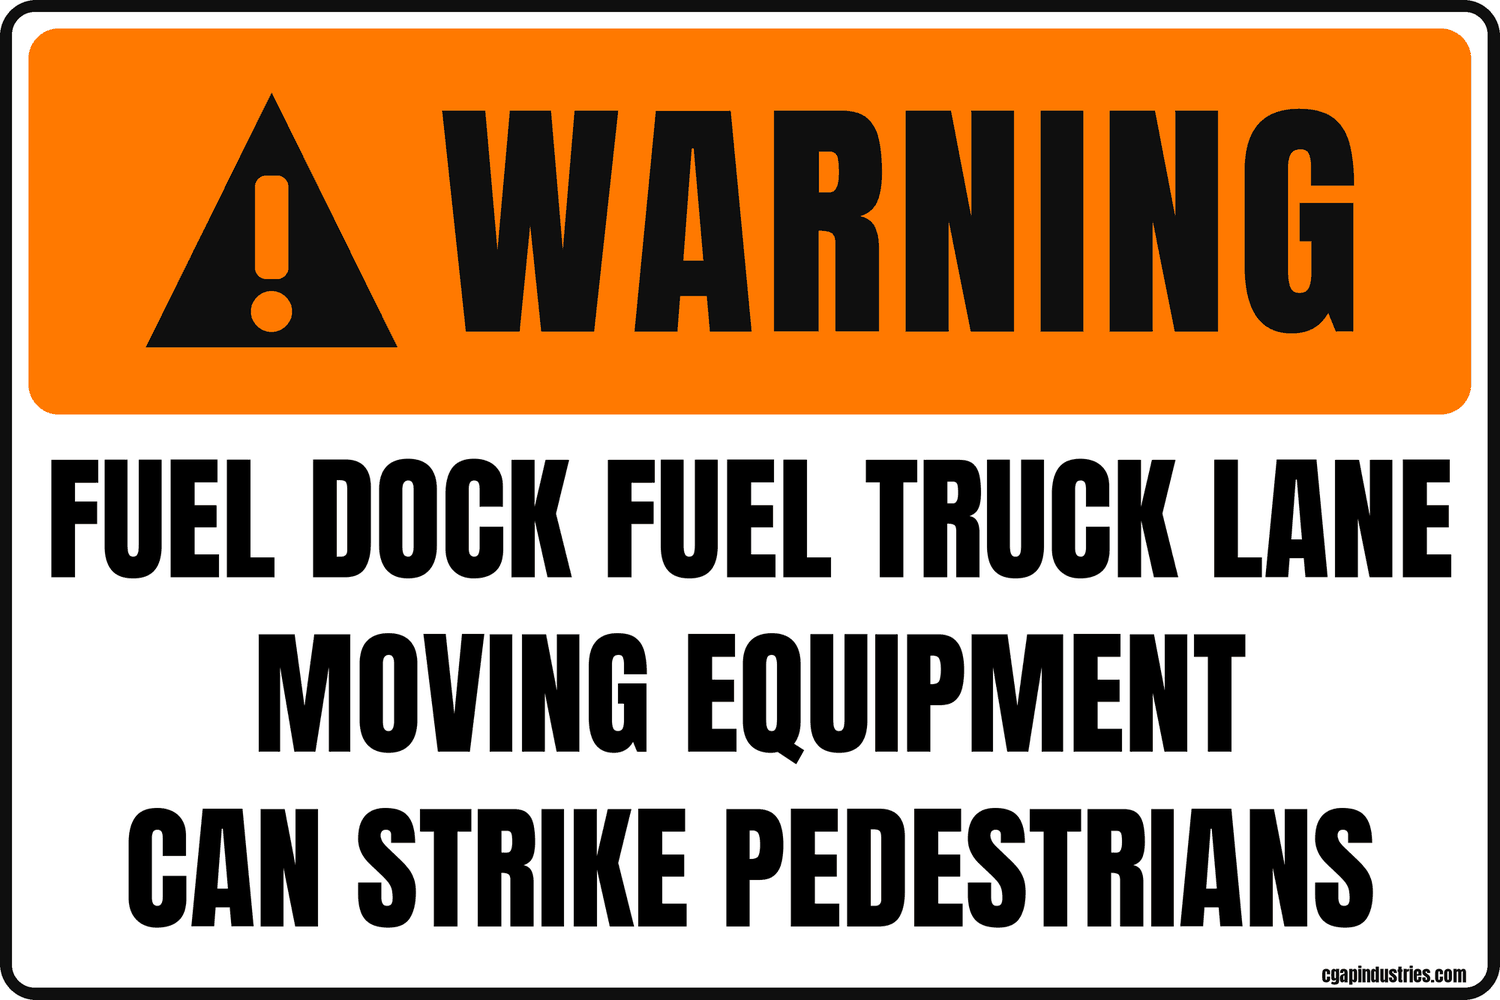 WARNING
FUEL DOCK FUEL TRUCK LANE
MOVING EQUIPMENT
CAN STRIKE PEDESTRIANS
cgapindustries.com